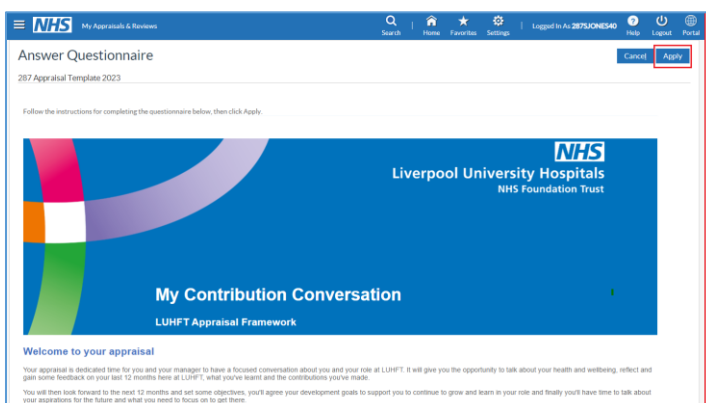 NHS My Appraisals & Reviews
Search | Home Favorites Settings | Logged In As 287SJONES40 Help Logout Portal
Answer Questionnaire
Cancel Apply
287 Appraisal Template 2023
Follow the instructions for completing the questionnaire below, then click Apply.
NHS
Liverpool University Hospitals
NHS Foundation Trust
My Contribution Conversation
LUHFT Appraisal Framework
Welcome to your appraisal
Your appraisal is dedicated time for you and your manager to have a focused conversation about you and your role at LUHFT. It will give you the opportunity to talk about your health and wellbeing, reflect and
gain some feedback on your last 12 months here at LUHFT, what you've learnt and the contributions you've made.
You will then look forward to the next 12 months and set some objectives, you'll agree your development goals to support you to continue to grow and learn in your role and finally you'll have time to talk about
your aspirations for the future and what you need to focus on to get there.